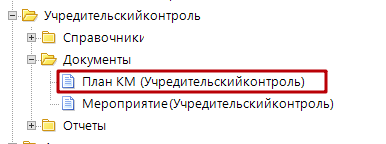 Учредительскийконтроль
Справочники
Документы
План КМ (Учредительскийконтроль)
Мероприятие(Учредительскийконтроль)
Отчеты